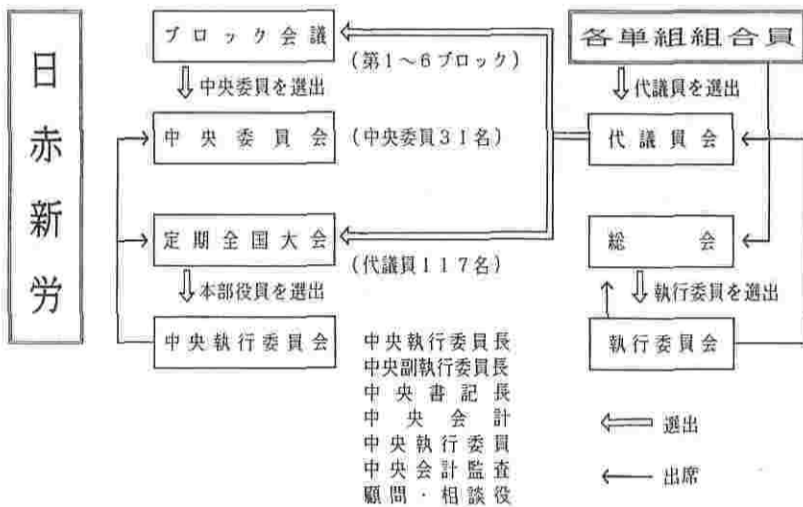 日赤新労
ブロック会議
(第1～6ブロック)
中央委員を選出
中央委員会
(中央委員31名)
定期全国大会
(代議員117名)
本部役員を選出
中央執行委員会
中央執行委員長
中央副執行委員長
中央書記長
中央会計
中央執行委員
中央会計監査
顧問・相談役
各単組組合員
代議員を選出
代議員会
総会
執行委員を選出
執行委員会
選出
出席